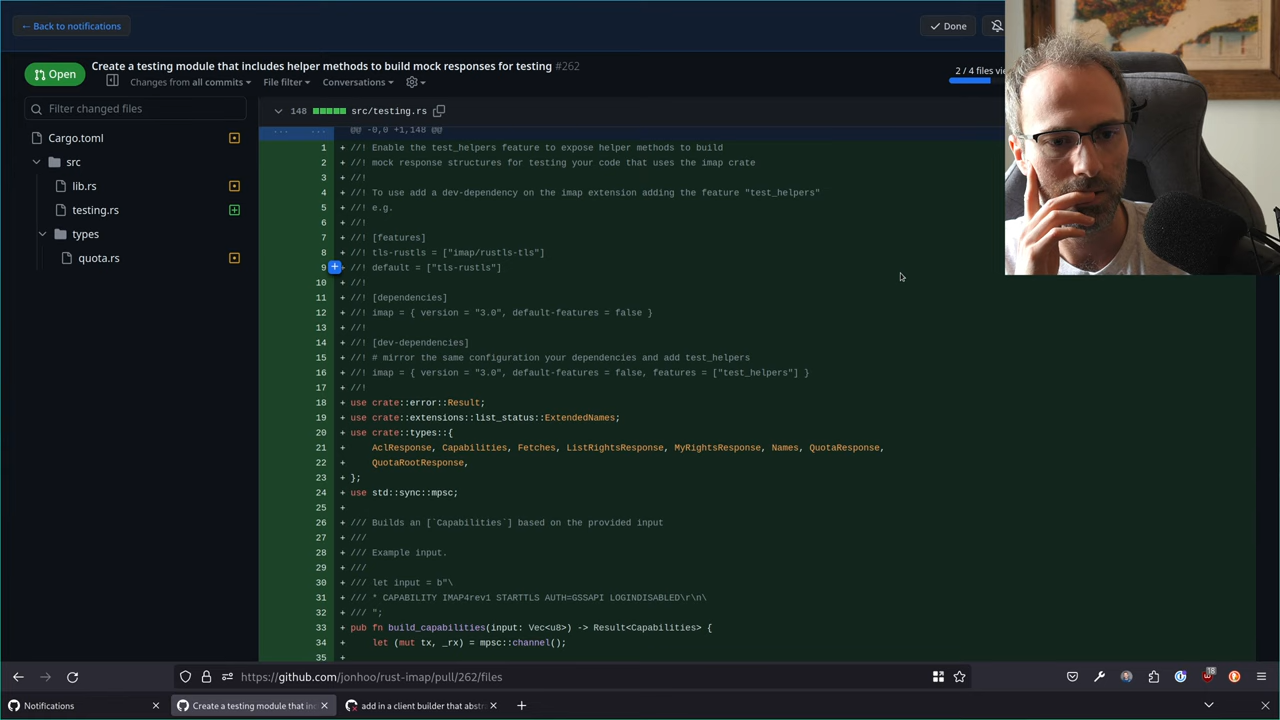 ← Back to notifications
Done
Open
Create a testing module that includes helper methods to build mock responses for testing #262
Changes from all commits
File filter
Conversations
2 / 4 files vie
Filter changed files
148
src/testing.rs
Cargo.toml
src
lib.rs
testing.rs
types
quota.rs
... ... @@ -0,0 +1,148 @@
1 + //! Enable the test_helpers feature to expose helper methods to build
2 + //! mock response structures for testing your code that uses the imap crate
3 + //!
4 + //! To use add a dev-dependency on the imap extension adding the feature "test_helpers"
5 + //! e.g.
6 + //!
7 + //! [features]
8 + //! tls-rustls = ["imap/rustls-tls"]
9 + //! default = ["tls-rustls"]
10 + //!
11 + //! [dependencies]
12 + //! imap = { version = "3.0", default-features = false }
13 + //!
14 + //! [dev-dependencies]
15 + //! # mirror the same configuration your dependencies and add test_helpers
16 + //! imap = { version = "3.0", default-features = false, features = ["test_helpers"] }
17 + //!
18 + use crate::error::Result;
19 + use crate::extensions::list_status::ExtendedNames;
20 + use crate::types::{
21 + AclResponse, Capabilities, Fetches, ListRightsResponse, MyRightsResponse, Names, QuotaResponse,
22 + QuotaRootResponse,
23 + };
24 + use std::sync::mpsc;
25 +
26 + /// Builds an [`Capabilities`] based on the provided input
27 + ///
28 + /// Example input.
29 + ///
30 + /// let input = b"\
31 + /// * CAPABILITY IMAP4rev1 STARTTLS AUTH=GSSAPI LOGINDISABLED\r\n\
32 + /// ";
33 + pub fn build_capabilities(input: Vec<u8>) -> Result<Capabilities> {
34 + let (mut tx, _rx) = mpsc::channel();
35 +
https://github.com/jonhoo/rust-imap/pull/262/files
18
Notifications
Create a testing module that inc
add in a client builder that abstra